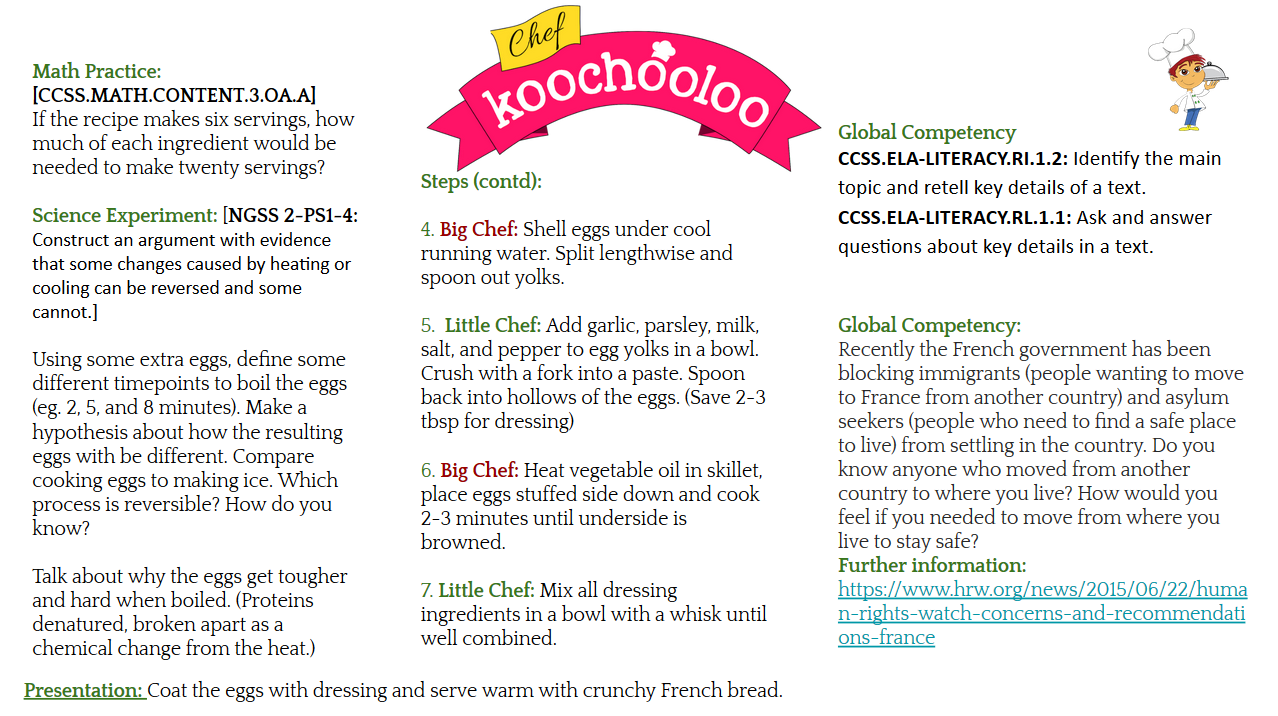 Chef
koochooloo
Math Practice:
[CCSS.MATH.CONTENT.3.OA.A]
If the recipe makes six servings, how
much of each ingredient would be
needed to make twenty servings?
Science Experiment: [NGSS 2-PS1-4:
Construct an argument with evidence
that some changes caused by heating or
cooling can be reversed and some
cannot.]
Using some extra eggs, define some
different timepoints to boil the eggs
(eg. 2, 5, and 8 minutes). Make a
hypothesis about how the resulting
eggs with be different. Compare
cooking eggs to making ice. Which
process is reversible? How do you
know?
Talk about why the eggs get tougher
and hard when boiled. (Proteins
denatured, broken apart as a
chemical change from the heat.)
Steps (contd):
4. Big Chef: Shell eggs under cool
running water. Split lengthwise and
spoon out yolks.
5. Little Chef: Add garlic, parsley, milk,
salt, and pepper to egg yolks in a bowl.
Crush with a fork into a paste. Spoon
back into hollows of the eggs. (Save 2-3
tbsp for dressing)
6. Big Chef: Heat vegetable oil in skillet,
place eggs stuffed side down and cook
2-3 minutes until underside is
browned.
7. Little Chef: Mix all dressing
ingredients in a bowl with a whisk until
well combined.
Global Competency
CCSS.ELA-LITERACY.RI.1.2: Identify the main
topic and retell key details of a text.
CCSS.ELA-LITERACY.RL.1.1: Ask and answer
questions about key details in a text.
Global Competency:
Recently the French government has been
blocking immigrants (people wanting to move
to France from another country) and asylum
seekers (people who need to find a safe place
to live) from settling in the country. Do you
know anyone who moved from another
country to where you live? How would you
feel if you needed to move from where you
live to stay safe?
Further information:
https://www.hrw.org/news/2015/06/22/huma
n-rights-watch-concerns-and-recommendati
ons-france
Presentation: Coat the eggs with dressing and serve warm with crunchy French bread.